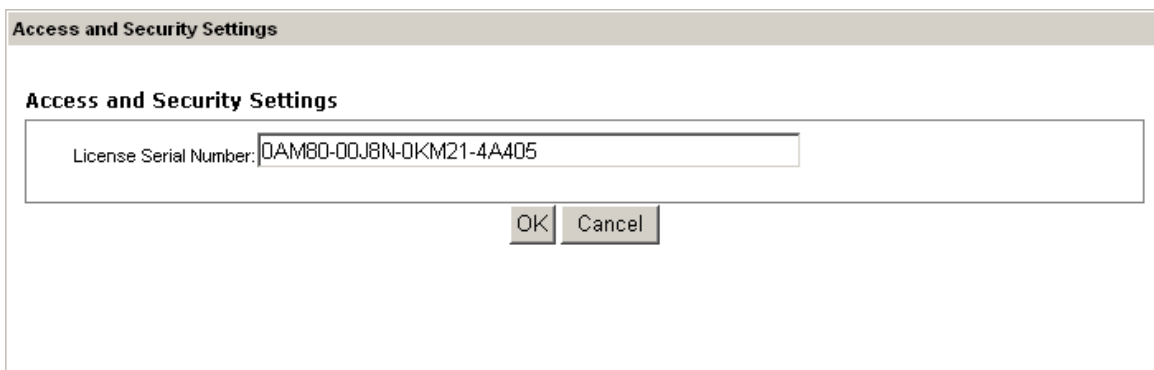 Access and Security Settings
Access and Security Settings
License Serial Number: 0AM80-00J8N-0KM21-4A405
OK Cancel